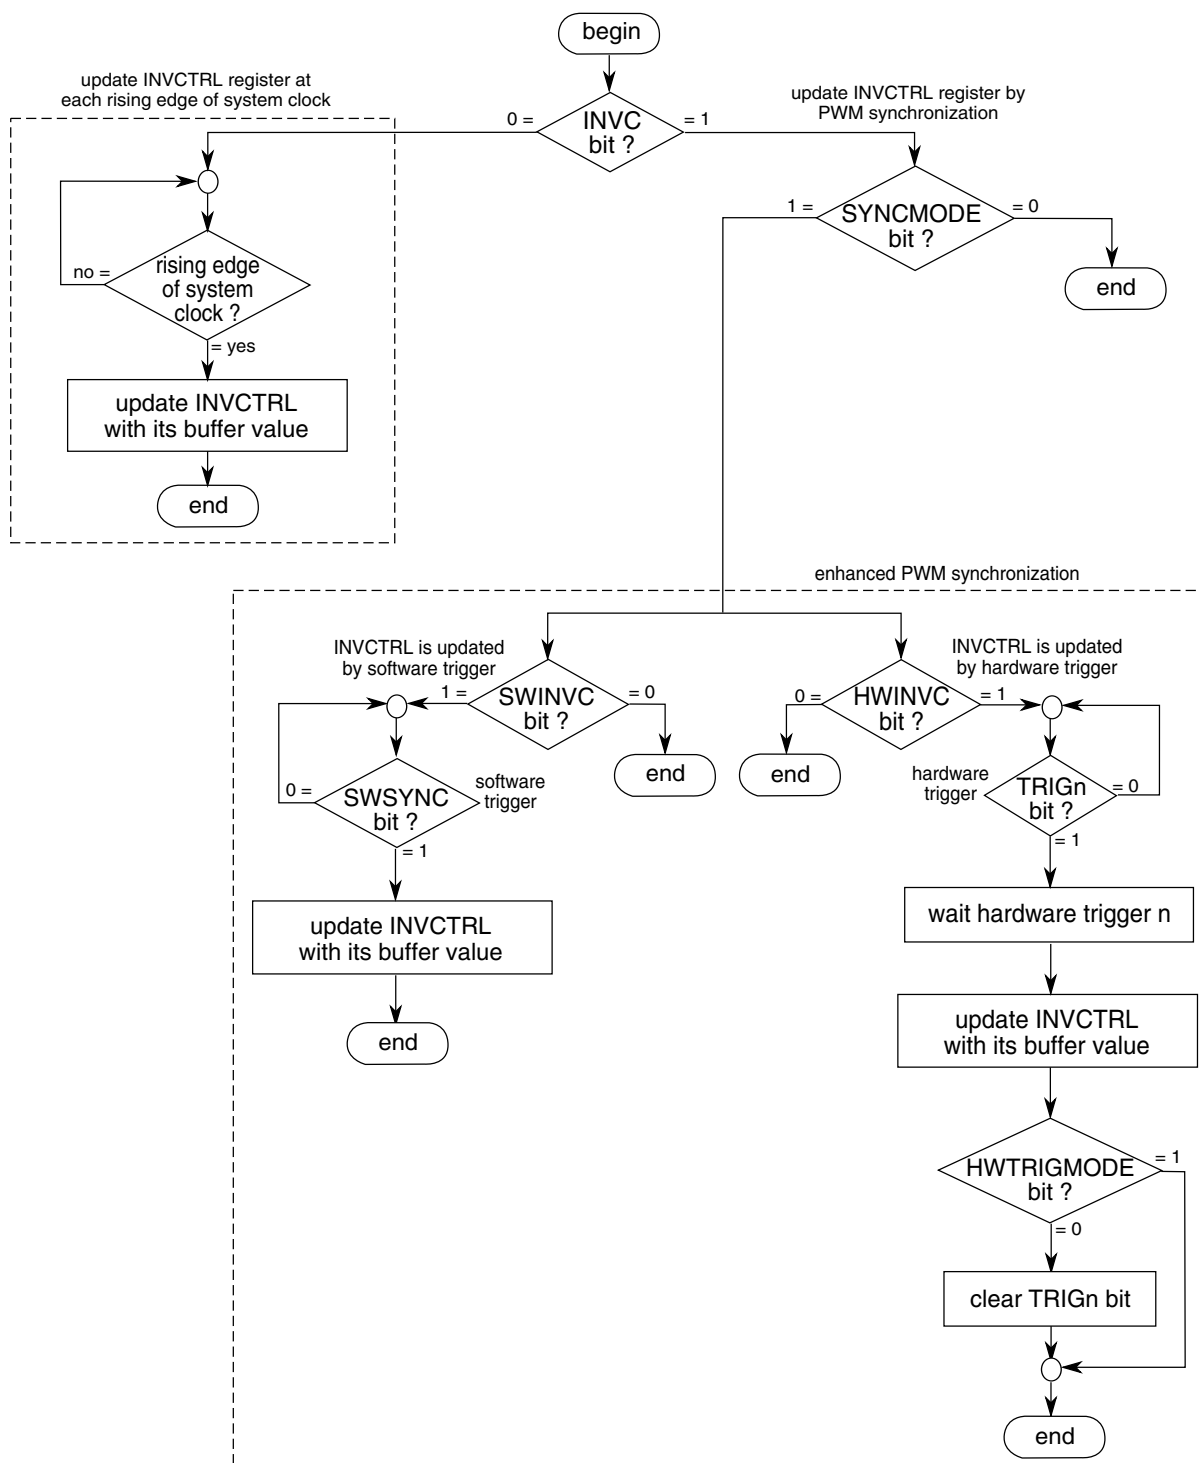 begin
update INVCTRL register at
each rising edge of system clock
update INVCTRL register by
PWM synchronization
0 =
INVC
bit ?
= 1
1 =
SYNCMODE
bit ?
= 0
end
no =
rising edge
of system
clock ?
= yes
update INVCTRL
with its buffer value
end
enhanced PWM synchronization
INVCTRL is updated
by software trigger
1 =
SWINVC
bit ?
= 0
end
INVCTRL is updated
by hardware trigger
0 =
HWINVC
bit ?
= 1
end
0 =
SWSYNC
bit ?
software
trigger
= 1
update INVCTRL
with its buffer value
end
hardware
trigger
TRIGn
bit ?
= 0
= 1
wait hardware trigger n
update INVCTRL
with its buffer value
HWTRIGMODE
bit ?
= 1
= 0
clear TRIGn bit
end